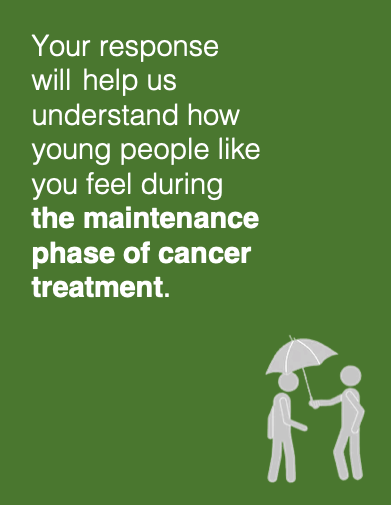 Your response
will help us
understand how
young people like
you feel during
the maintenance
phase of cancer
treatment.